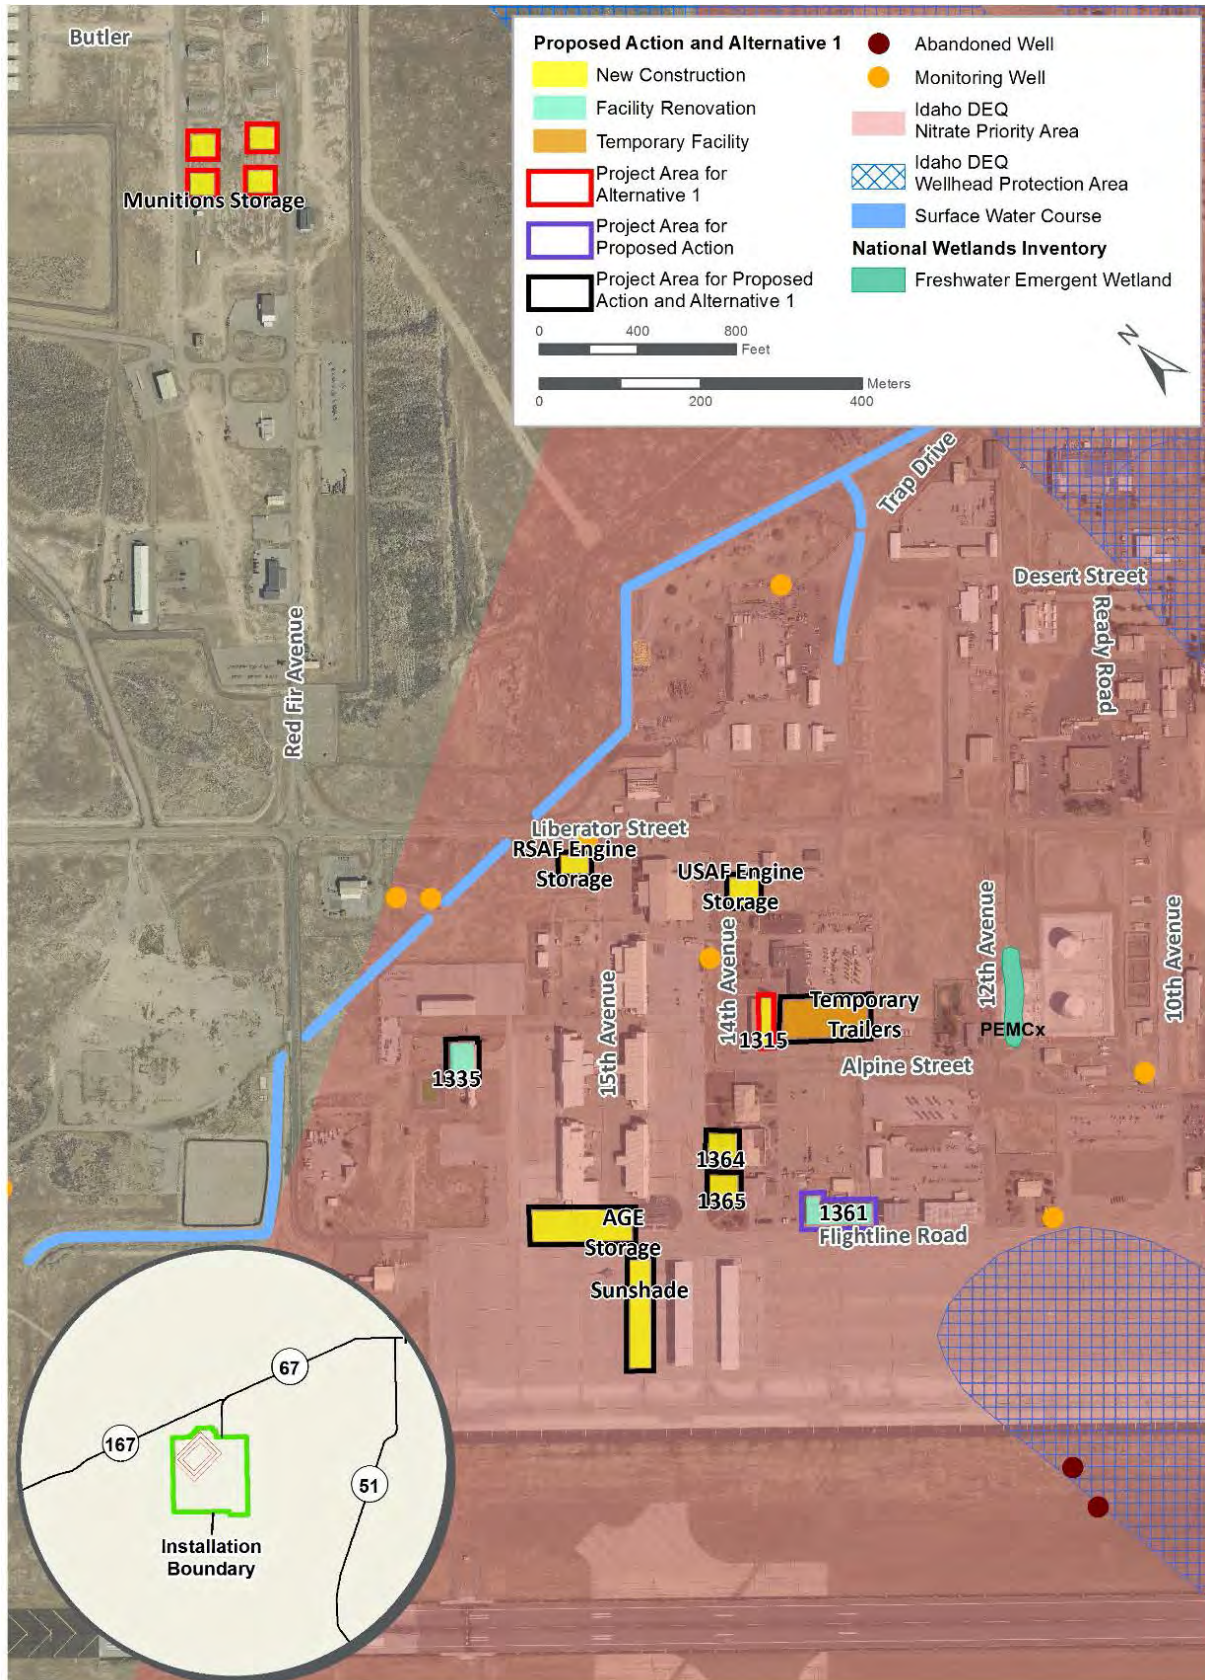 Butler
Munitions Storage
Proposed Action and Alternative 1
New Construction
Facility Renovation
Temporary Facility
Project Area for
Alternative 1
Project Area for
Proposed Action
Project Area for Proposed
Action and Alternative 1
Abandoned Well
Monitoring Well
Idaho DEQ
Nitrate Priority Area
Idaho DEQ
Wellhead Protection Area
Surface Water Course
National Wetlands Inventory
Freshwater Emergent Wetland
0 400 800
Feet
Meters
0 200 400
N
Trap Drive
Desert Street
Ready Road
Red Fir Avenue
Liberator Street
RSAF Engine
Storage
USAF Engine
Storage
14th Avenue
12th Avenue
10th Avenue
15th Avenue
Temporary
Trailers
1315
PEMCx
Alpine Street
1335
1364
1365
1361
Flightline Road
AGE
Storage
Sunshade
67
167
51
Installation
Boundary